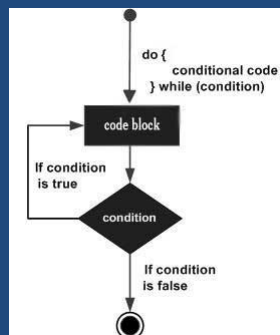 do {
conditional code
} while (condition)
code block
If condition
is true
condition
If condition
is false